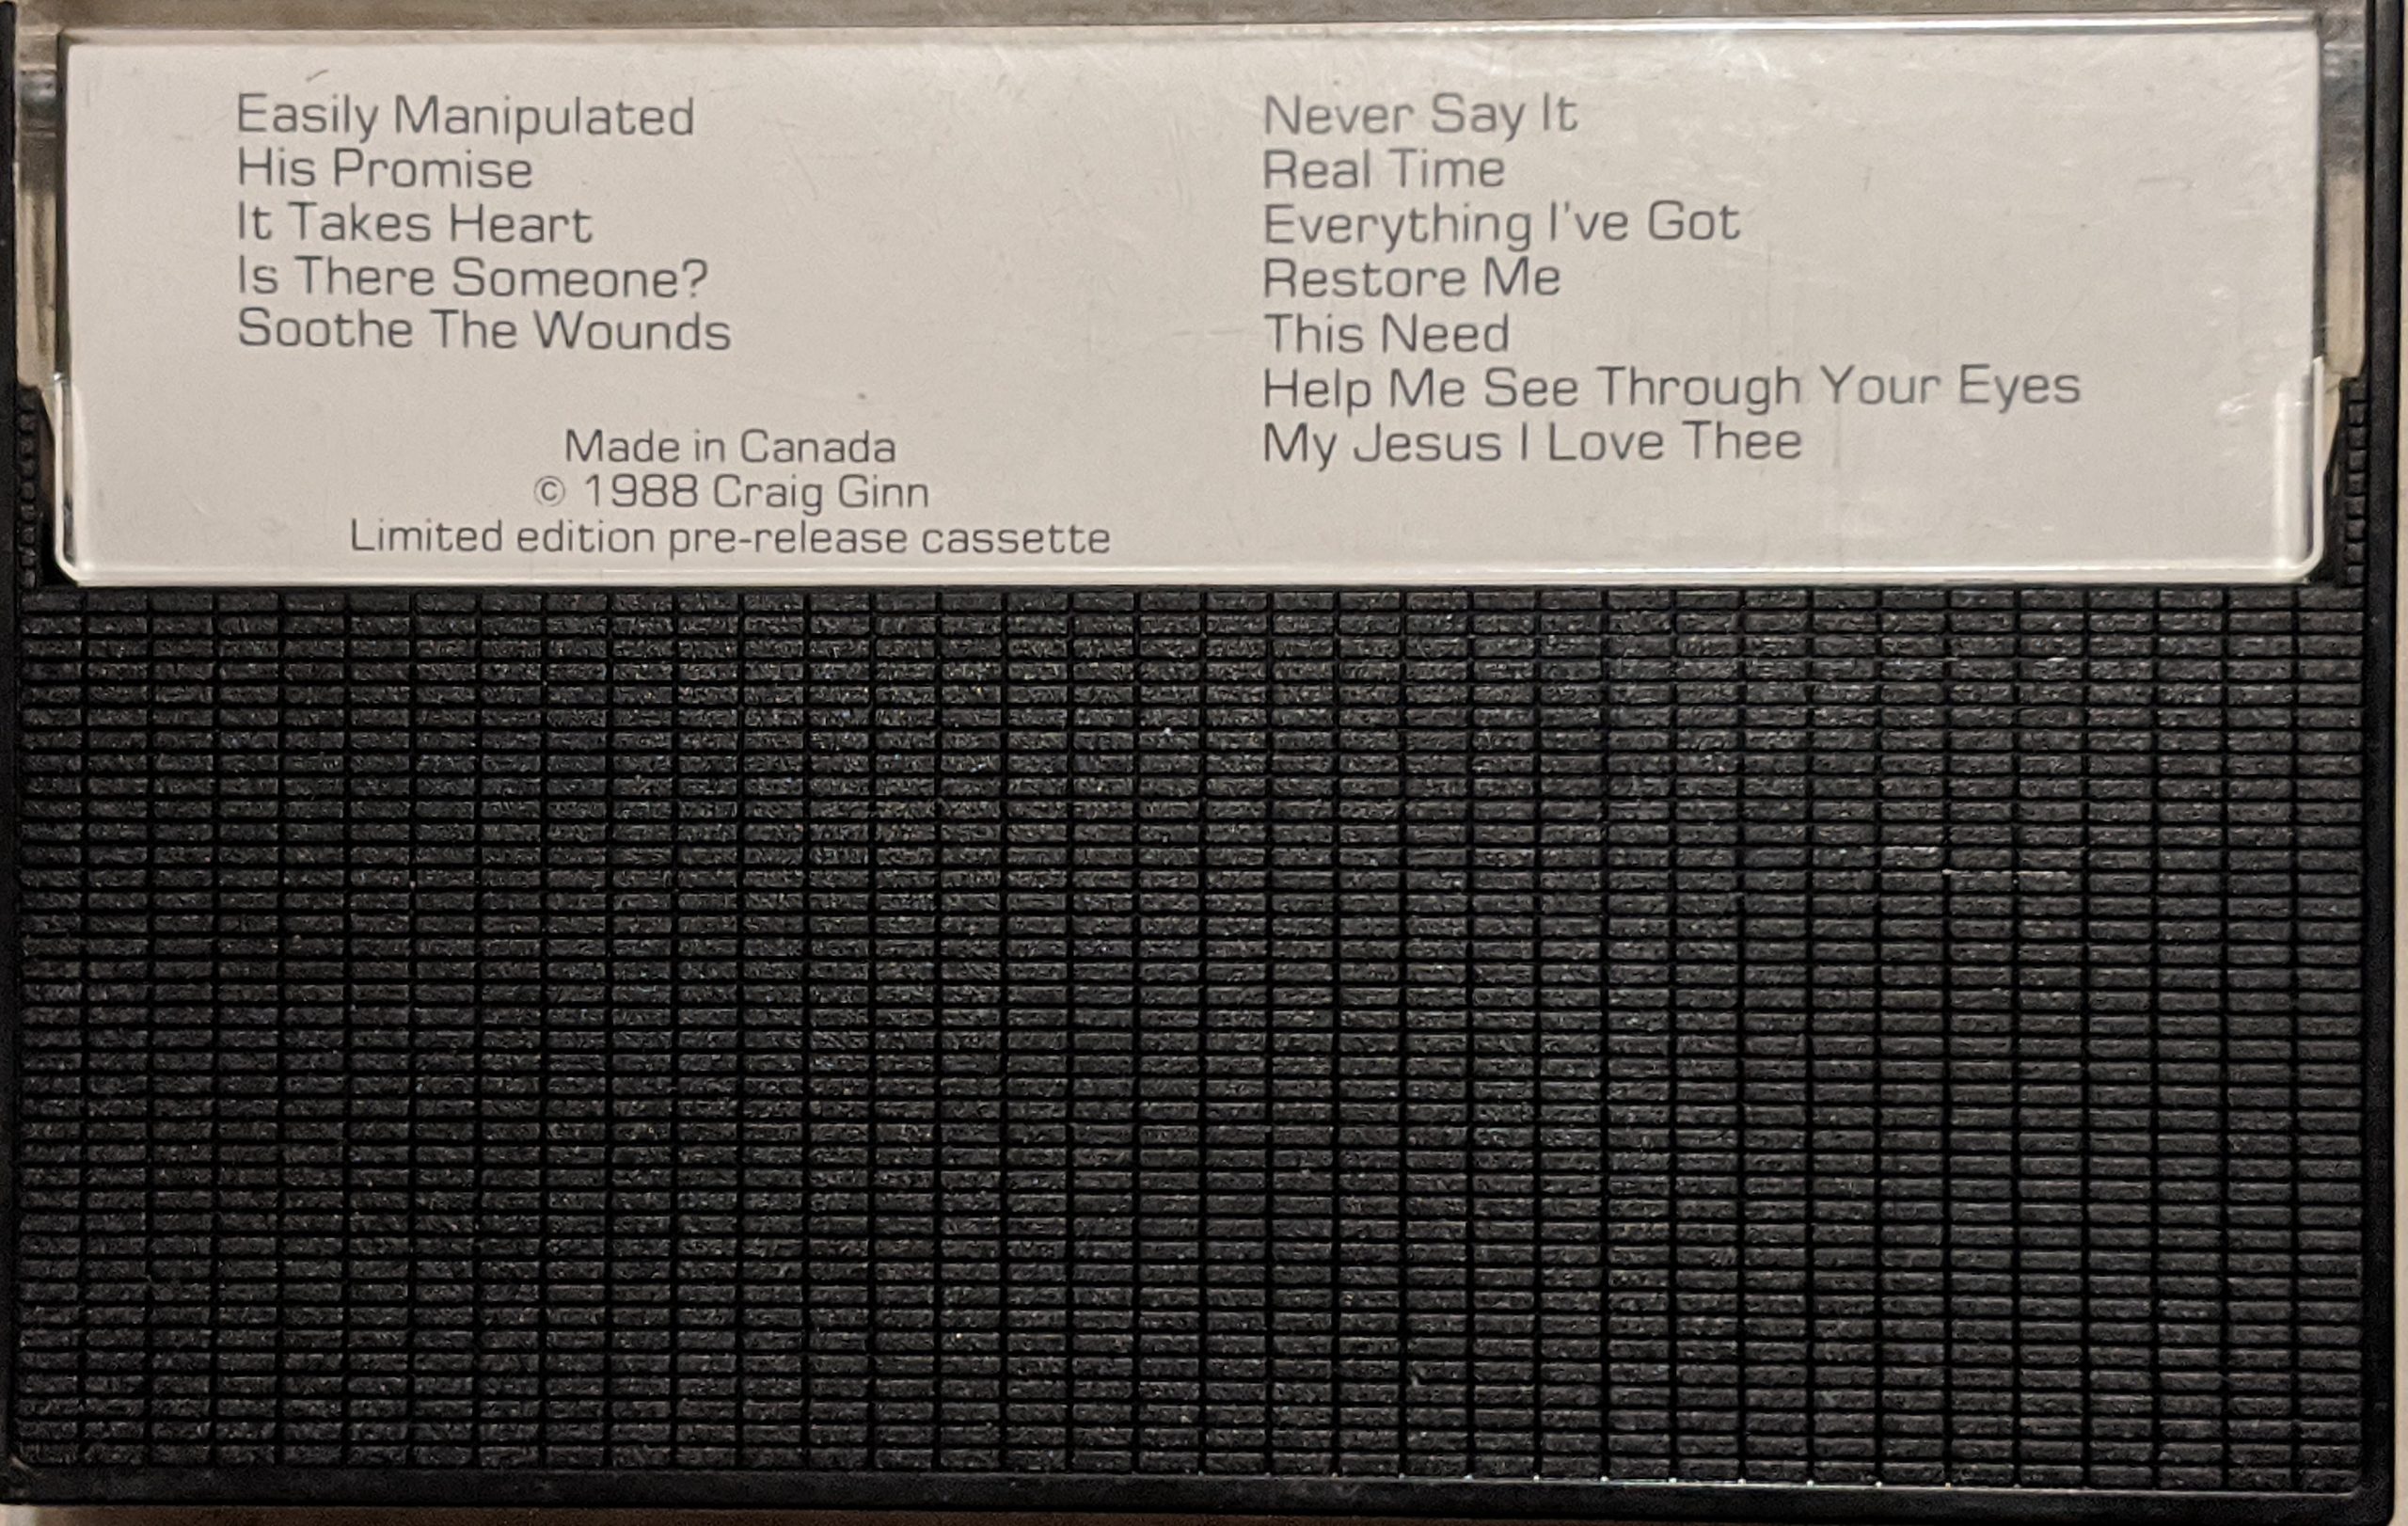 Easily Manipulated
His Promise
It Takes Heart
Is There Someone?
Soothe The Wounds
Made in Canada
© 1988 Craig Ginn
Limited edition pre-release cassette
Never Say It
Real Time
Everything I've Got
Restore Me
This Need
Help Me See Through Your Eyes
My Jesus I Love Thee